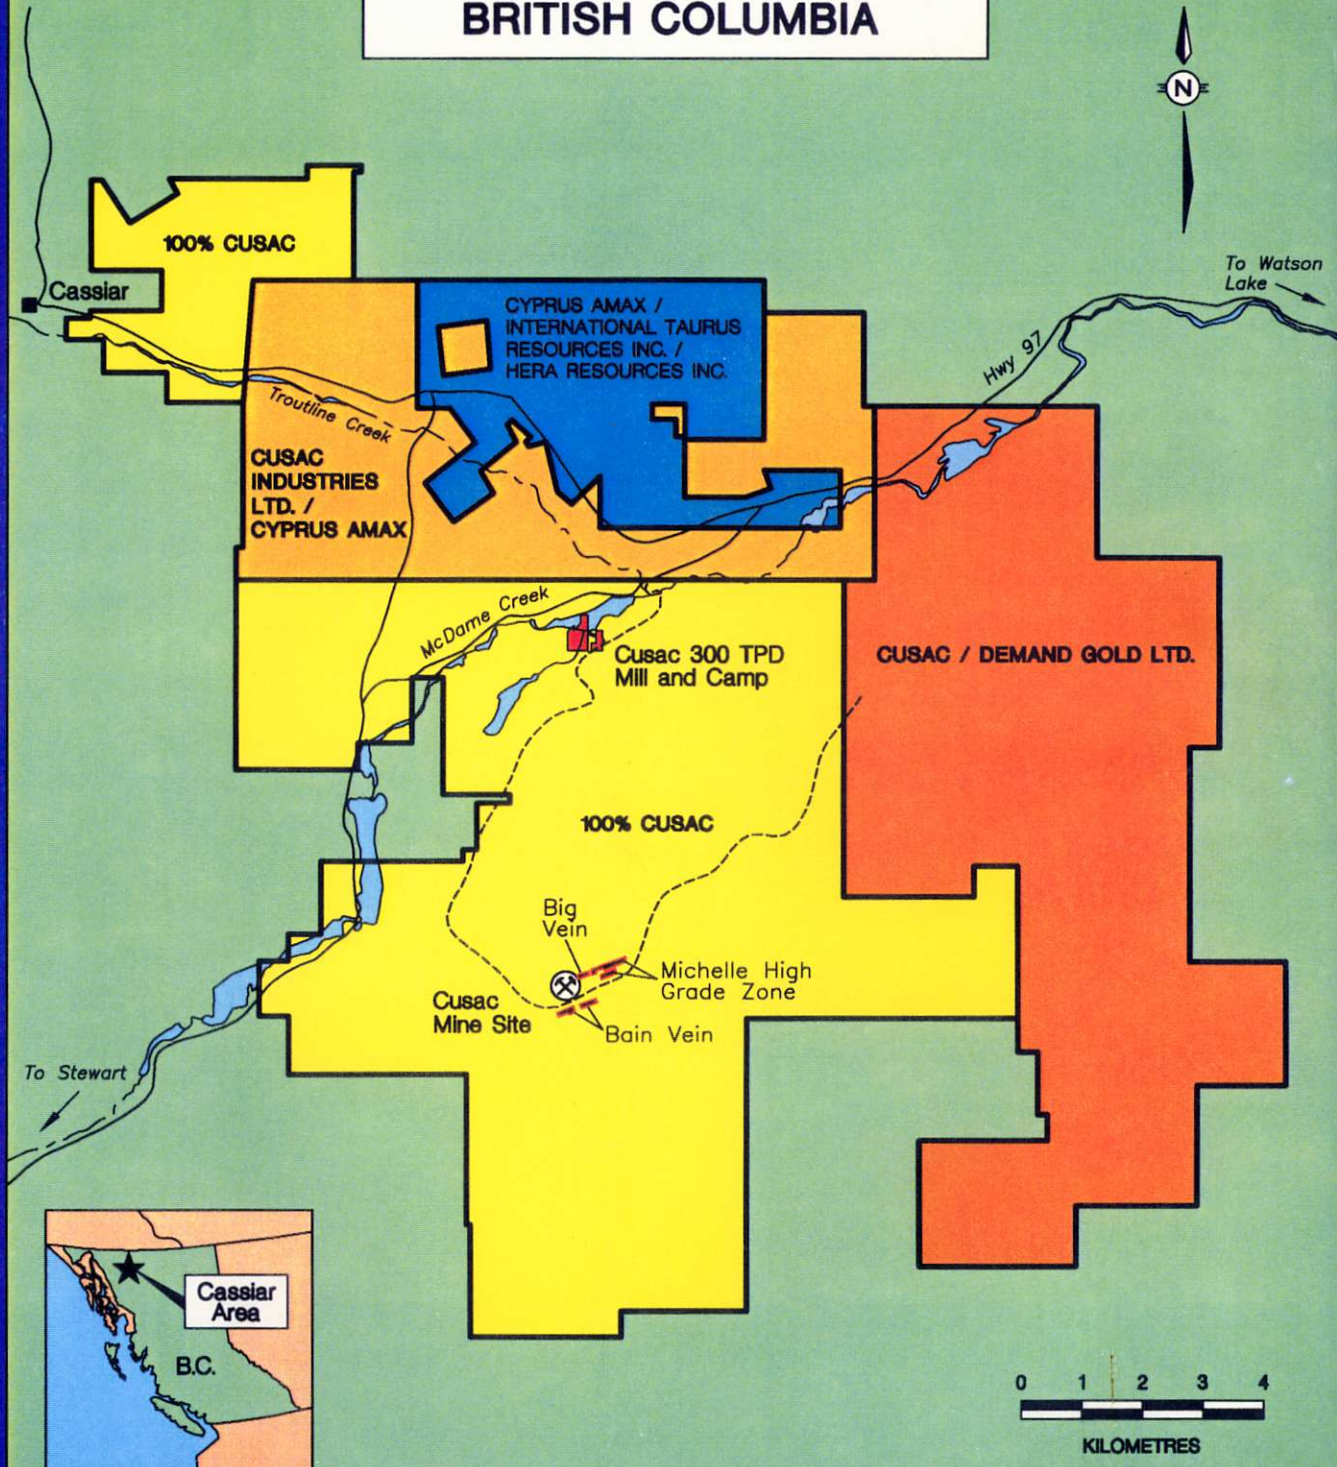 BRITISH COLUMBIA
N
To Watson
Lake
100% CUSAC
Cassiar
CYPRUS AMAX /
INTERNATIONAL TAURUS
RESOURCES INC. /
HERA RESOURCES INC.
Hwy 97
Troutline Creek
CUSAC
INDUSTRIES
LTD. /
CYPRUS AMAX
McDame Creek
Cusac 300 TPD
Mill and Camp
CUSAC / DEMAND GOLD LTD.
100% CUSAC
Big
Vein
Michelle High
Grade Zone
Cusac
Mine Site
Bain Vein
To Stewart
Cassiar
Area
B.C.
0 1 2 3 4
KILOMETRES